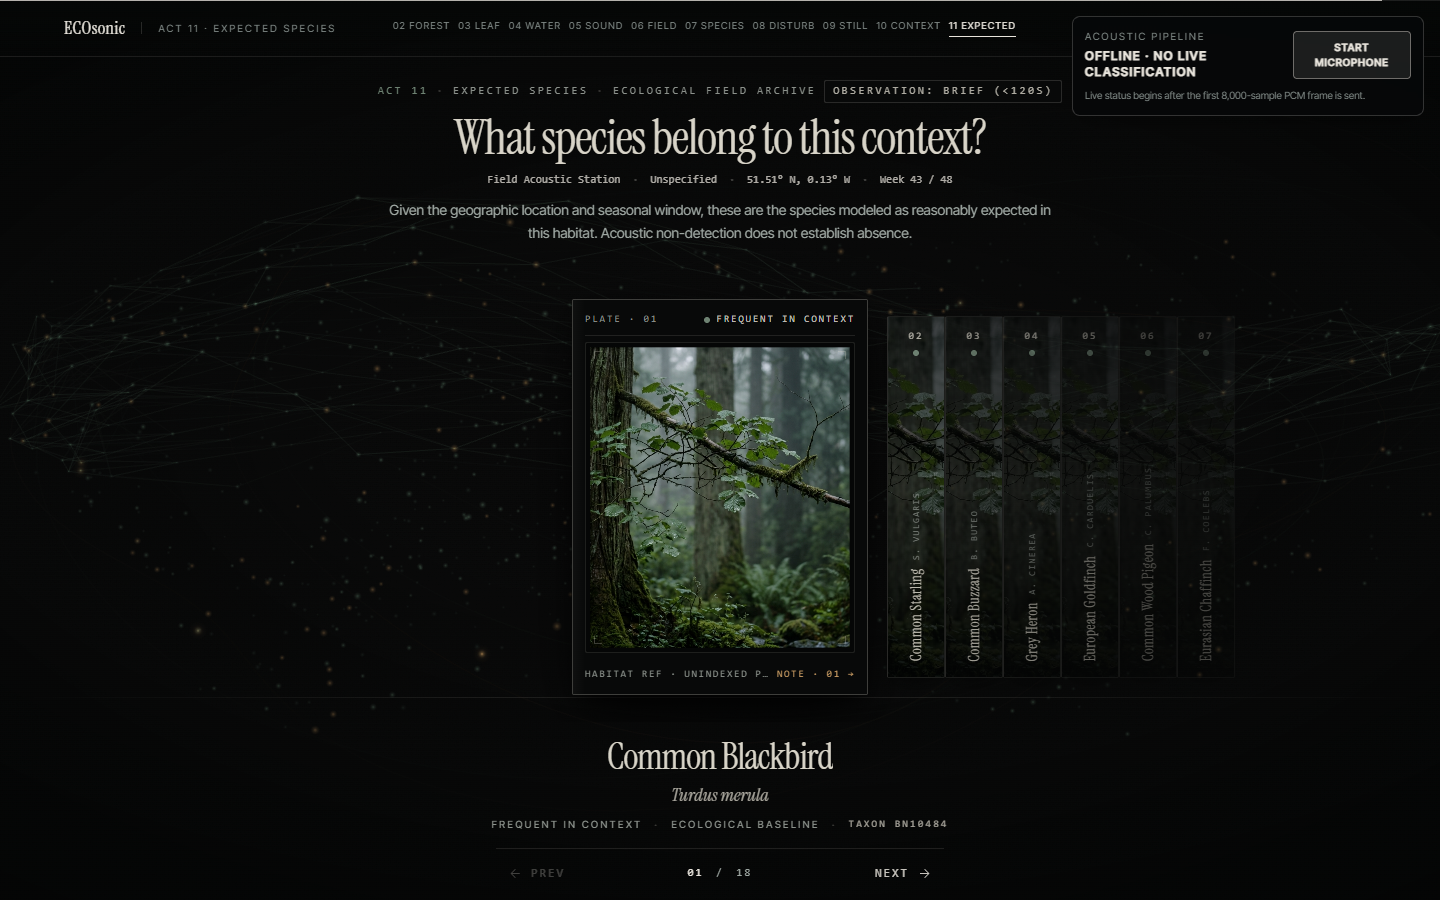 ECOsonic
ACT 11 · EXPECTED SPECIES
02 FOREST 03 LEAF 04 WATER 05 SOUND 06 FIELD 07 SPECIES 08 DISTURB 09 STILL 10 CONTEXT 11 EXPECTED
ACOUSTIC PIPELINE
OFFLINE · NO LIVE
CLASSIFICATION
START
MICROPHONE
Live status begins after the first 8,000-sample PCM frame is sent.
ACT 11 · EXPECTED SPECIES · ECOLOGICAL FIELD ARCHIVE
OBSERVATION: BRIEF (<120S)
What species belong to this context?
Field Acoustic Station · Unspecified · 51.51° N, 0.13° W · Week 43 / 48
Given the geographic location and seasonal window, these are the species modeled as reasonably expected in
this habitat. Acoustic non-detection does not establish absence.
PLATE · 01
FREQUENT IN CONTEXT
HABITAT REF · UNINDEXED P…
NOTE · 01 →
02
Common Starling S. VULGARIS
03
Common Buzzard B. BUTEO
04
Grey Heron A. CINEREA
05
European Goldfinch C. CARDUELIS
06
Common Wood Pigeon C. PALUMBUS
07
Eurasian Chaffinch F. COELEBS
Common Blackbird
Turdus merula
FREQUENT IN CONTEXT · ECOLOGICAL BASELINE · TAXON BN10484
← PREV
01 / 18
NEXT →